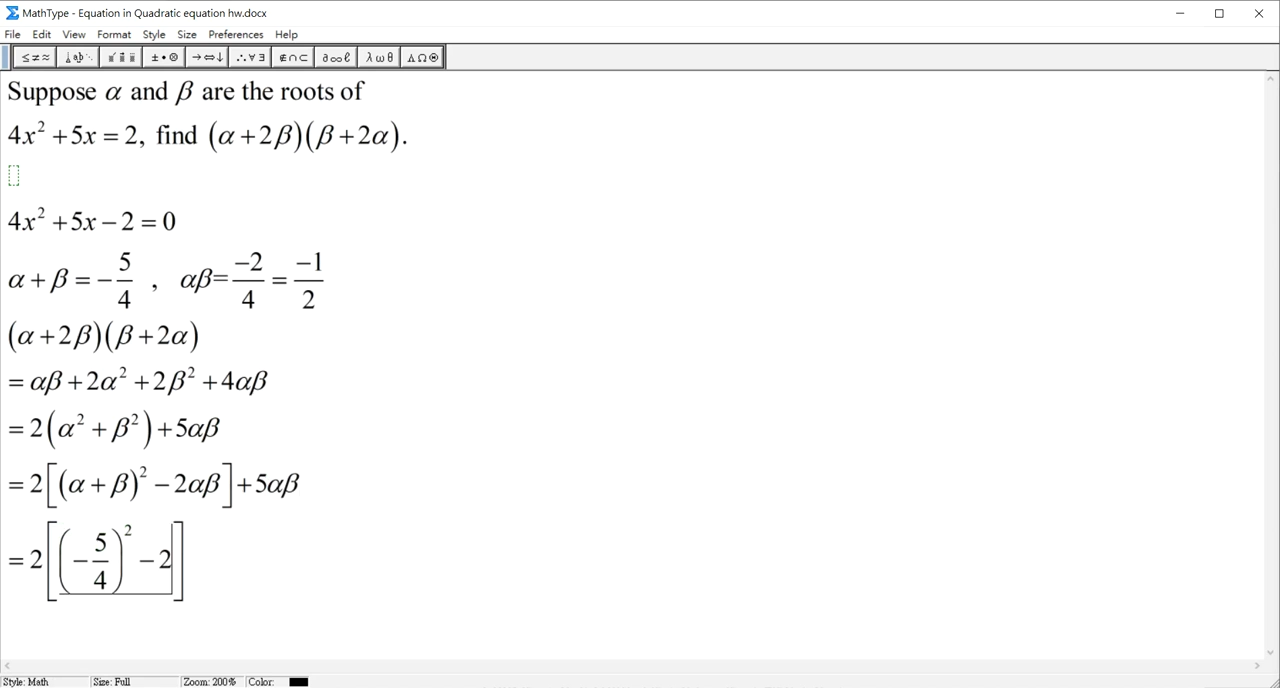 MathType - Equation in Quadratic equation hw.docx
File Edit View Format Style Size Preferences Help
≤≠≈ ±•⊗ →⇔↓ ∴∀∃ ∉∩⊂ ∂∞ℓ λωθ ΔΩ⊛
Suppose α and β are the roots of
4x² + 5x = 2, find (α + 2β)(β + 2α).
4x² + 5x − 2 = 0
α + β = −5/4 , αβ = −2/4 = −1/2
(α + 2β)(β + 2α)
= αβ + 2α² + 2β² + 4αβ
= 2(α² + β²) + 5αβ
= 2[(α + β)² − 2αβ] + 5αβ
= 2[(−5/4)² − 2]
Style: Math Size: Full Zoom: 200% Color: